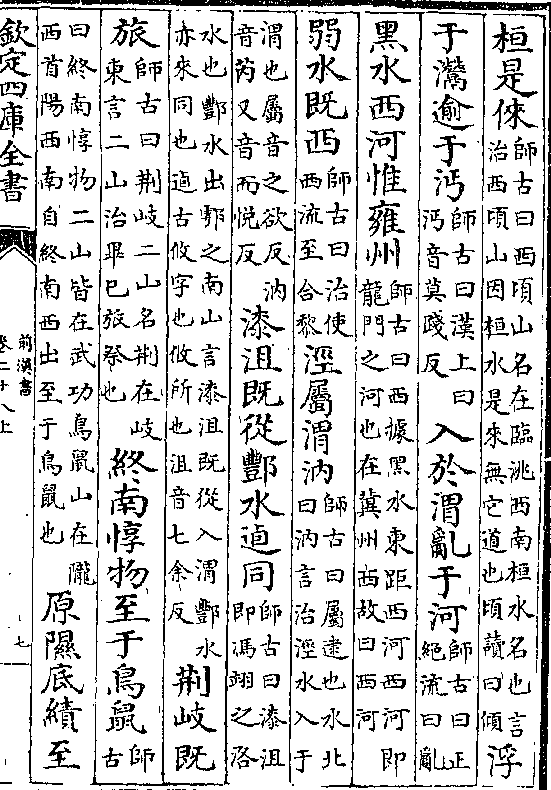 桓是倈師古曰西頃山名在臨洮西南桓水名也言治西頃山因桓水是來無它道也頃讀曰傾浮
于灊逾于沔師古曰漢上曰沔音莫踐反入於渭亂于河師古曰正絕流曰亂
黑水西河惟雍州師古曰西據黑水東距西河西河即龍門之河也在冀州西故曰西河
弱水既西師古曰治使西流至合黎涇屬渭汭師古曰屬逮也水北曰汭言治涇水入于
渭也屬音之欲反汭音芮又音而悅反漆沮既從酆水逌同師古曰漆沮即馮翊之洛
水也酆水出鄠之南山言漆沮既從入渭酆水亦來同也逌古攸字也攸所也沮音七余反荆岐既
旅師古曰荆岐二山名荆在岐東言二山治畢已旅祭也終南惇物至于鳥鼠師古
曰終南惇物二山皆在武功鳥鼠山在隴西首陽西南自終南西出至于鳥鼠也原隰底績至
欽定四庫全書
前漢書
卷二十八上
七